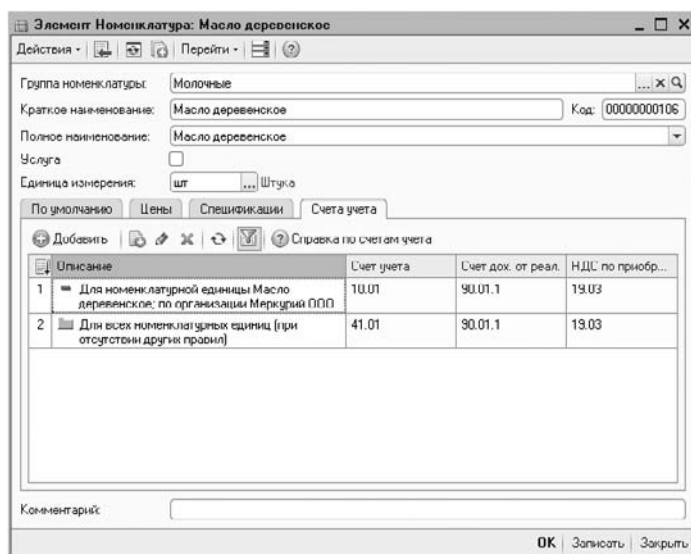 Элемент Номенклатура: Масло деревенское
Действия Перейти
Группа номенклатуры: Молочные
Краткое наименование: Масло деревенское Код: 00000000106
Полное наименование: Масло деревенское
Услуга
Единица измерения: шт ... Штука
По умолчанию Цены Спецификации Счета учета
Добавить Справка по счетам учета
Описание Счет учета Счет дох. от реал. НДС по приобр...
1 Для номенклатурной единицы Масло 10.01 90.01.1 19.03
деревенское; по организации Меркурий ООО
2 Для всех номенклатурных единиц (при 41.01 90.01.1 19.03
отсутствии других правил)
Комментарий:
OK Записать Закрыть